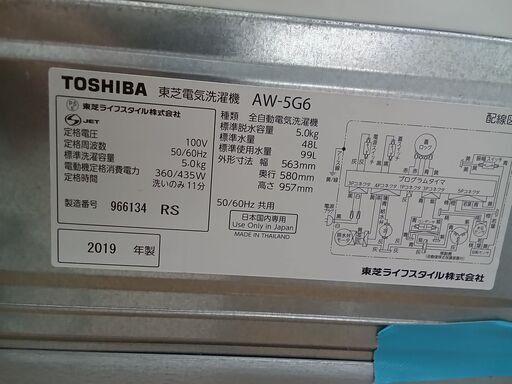 TOSHIBA 東芝電気洗濯機 AW-5G6
東芝ライフスタイル株式会社
JET
定格電圧 100V
定格周波数 50/60Hz
標準洗濯容量 5.0kg
電動機定格消費電力 360/435W
定格時間 洗いのみ 11分
製造番号 966134 RS
2019 年製
種類 全自動電気洗濯機
標準脱水容量 5.0kg
標準水量 48L
標準使用水量 99L
外形寸法 幅 563mm
奥行 580mm
高さ 957mm
50/60Hz 共用
日本国内専用
Use Only in Japan
MADE IN THAILAND
配線図
蓋ロック
プログラムタイマ
東芝ライフスタイル株式会社